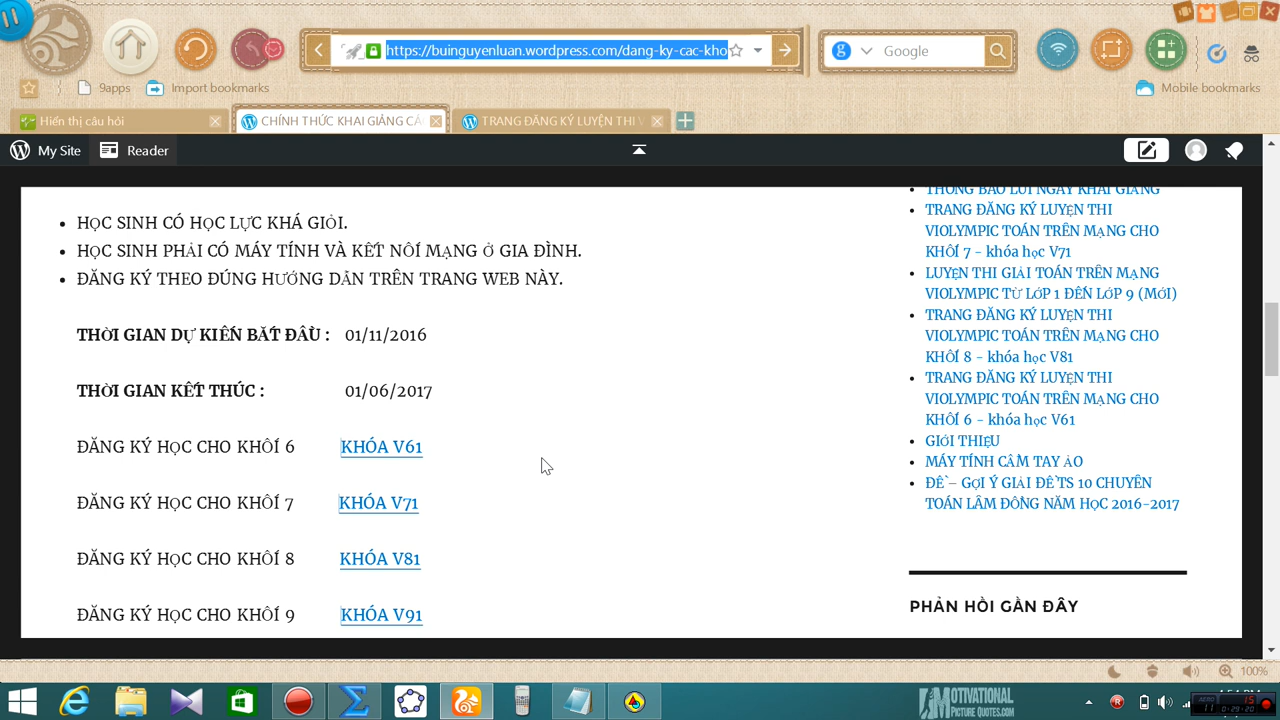 https://buinguyenluan.wordpress.com/dang-ky-cac-kho
Google
9apps
Import bookmarks
Mobile bookmarks
Hiển thị câu hỏi
CHÍNH THỨC KHAI GIẢNG CÁ
TRANG ĐĂNG KÝ LUYỆN THI V
My Site
Reader
HỌC SINH CÓ HỌC LỰC KHÁ GIỎI.
HỌC SINH PHẢI CÓ MÁY TÍNH VÀ KẾT NỐI MẠNG Ở GIA ĐÌNH.
ĐĂNG KÝ THEO ĐÚNG HƯỚNG DẪN TRÊN TRANG WEB NÀY.
THỜI GIAN DỰ KIẾN BẮT ĐẦU : 01/11/2016
THỜI GIAN KẾT THÚC : 01/06/2017
ĐĂNG KÝ HỌC CHO KHỐI 6 KHÓA V61
ĐĂNG KÝ HỌC CHO KHỐI 7 KHÓA V71
ĐĂNG KÝ HỌC CHO KHỐI 8 KHÓA V81
ĐĂNG KÝ HỌC CHO KHỐI 9 KHÓA V91
THÔNG BÁO LÙI NGÀY KHAI GIẢNG
TRANG ĐĂNG KÝ LUYỆN THI
VIOLYMPIC TOÁN TRÊN MẠNG CHO
KHỐI 7 – khóa học V71
LUYỆN THI GIẢI TOÁN TRÊN MẠNG
VIOLYMPIC TỪ LỚP 1 ĐẾN LỚP 9 (MỚI)
TRANG ĐĂNG KÝ LUYỆN THI
VIOLYMPIC TOÁN TRÊN MẠNG CHO
KHỐI 8 – khóa học V81
TRANG ĐĂNG KÝ LUYỆN THI
VIOLYMPIC TOÁN TRÊN MẠNG CHO
KHỐI 6 – khóa học V61
GIỚI THIỆU
MÁY TÍNH CẦM TAY ẢO
ĐỀ – GỢI Ý GIẢI ĐỀ TS 10 CHUYÊN
TOÁN LÂM ĐỒNG NĂM HỌC 2016-2017
PHẢN HỒI GẦN ĐÂY
100%
MOTIVATIONAL
PICTURE QUOTES.COM